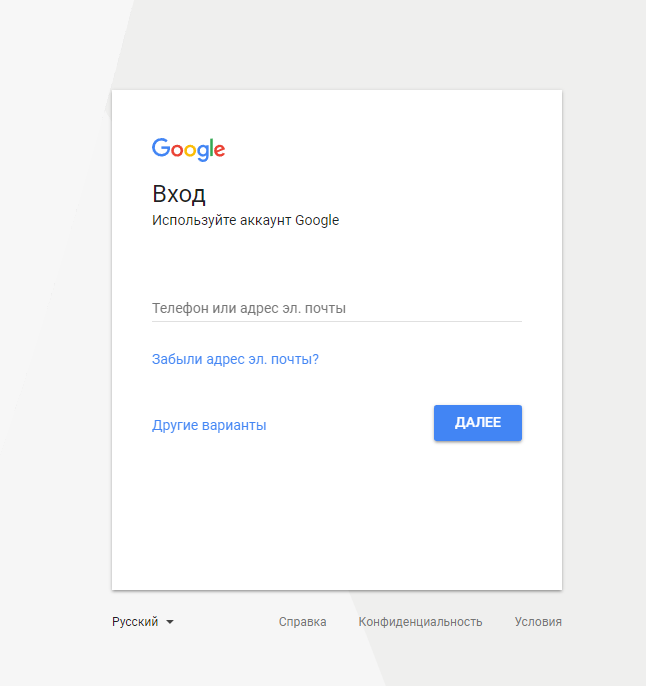 Google
Вход
Используйте аккаунт Google
Телефон или адрес эл. почты
Забыли адрес эл. почты?
Другие варианты ДАЛЕЕ
Русский Справка Конфиденциальность Условия